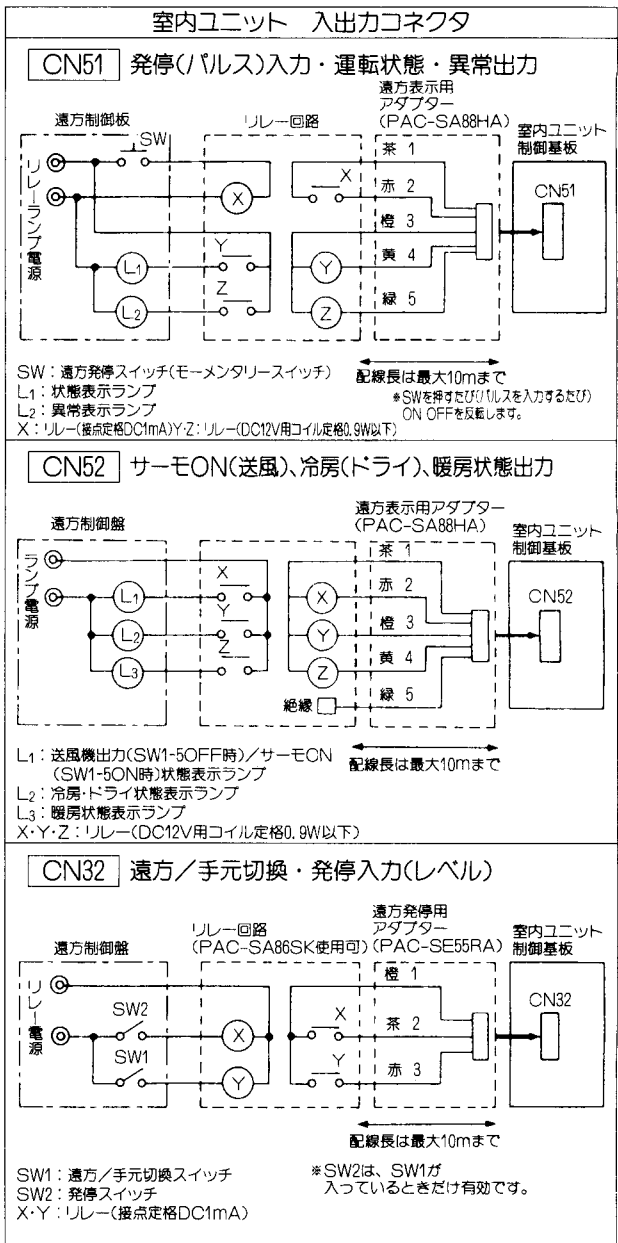 室内ユニット 入出力コネクタ
CN51 発停(パルス)入力・運転状態・異常出力
遠方制御板
リレー回路
遠方表示用
アダプター
(PAC-SA88HA)
室内ユニット
制御基板
リレーランプ電源
SW
X
X
Y
Z
L1
L2
Y
Z
茶 1
赤 2
橙 3
黄 4
緑 5
CN51
SW:遠方発停スイッチ(モーメンタリースイッチ)
L1:状態表示ランプ
L2:異常表示ランプ
X:リレー(接点定格DC1mA)Y・Z:リレー(DC12V用コイル定格0.9W以下)
配線長は最大10mまで
※SWを押すたび(パルスを入力するたび)
ON OFFを反転します。
CN52 サーモON(送風)、冷房(ドライ)、暖房状態出力
遠方制御盤
遠方表示用アダプター
(PAC-SA88HA)
室内ユニット
制御基板
ランプ電源
L1
L2
L3
X
Y
Z
X
Y
Z
絶縁
茶 1
赤 2
橙 3
黄 4
緑 5
CN52
L1:送風機出力(SW1-5OFF時)/サーモON
(SW1-5ON時)状態表示ランプ
L2:冷房・ドライ状態表示ランプ
L3:暖房状態表示ランプ
X・Y・Z:リレー(DC12V用コイル定格0.9W以下)
配線長は最大10mまで
CN32 遠方/手元切換・発停入力(レベル)
遠方制御盤
リレー回路
(PAC-SA86SK使用可)
遠方発停用
アダプター
(PAC-SE55RA)
室内ユニット
制御基板
リレー電源
SW2
SW1
X
Y
X
Y
橙 1
茶 2
赤 3
CN32
配線長は最大10mまで
SW1:遠方/手元切換スイッチ
SW2:発停スイッチ
X・Y:リレー(接点定格DC1mA)
※SW2は、SW1が
入っているときだけ有効です。